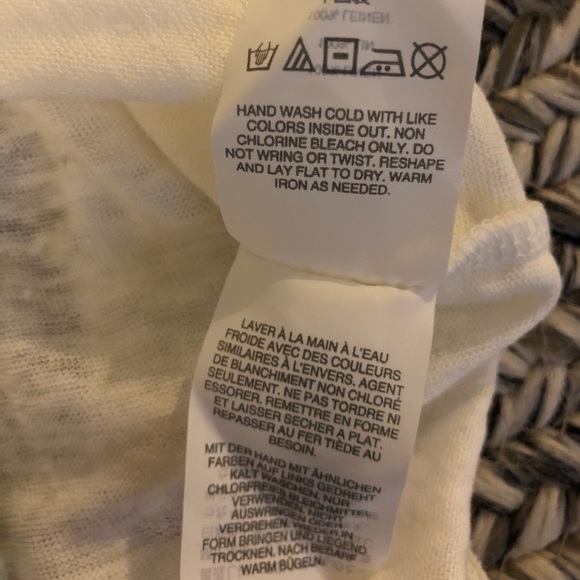 HAND WASH COLD WITH LIKE
COLORS INSIDE OUT. NON
CHLORINE BLEACH ONLY. DO
NOT WRING OR TWIST. RESHAPE
AND LAY FLAT TO DRY. WARM
IRON AS NEEDED.
LAVER À LA MAIN À L'EAU
FROIDE AVEC DES COULEURS
SIMILAIRES À L'ENVERS. AGENT
DE BLANCHIMENT NON CHLORÉ
SEULEMENT. NE PAS TORDRE NI
ESSORER. REMETTRE EN FORME
ET LAISSER SECHER A PLAT.
REPASSER AU FER TIÈDE AU
BESOIN.
MIT DER HAND MIT ÄHNLICHEN
FARBEN AUF LINKS GEDREHT
KALT WASCHEN. NUR
CHLORFREIES BLEICHMITTEL
VERWENDEN. NICHT
AUSWRINGEN ODER
VERDREHEN. WIEDER IN
FORM BRINGEN UND LIEGEND
TROCKNEN. NACH BEDARF
WARM BÜGELN.